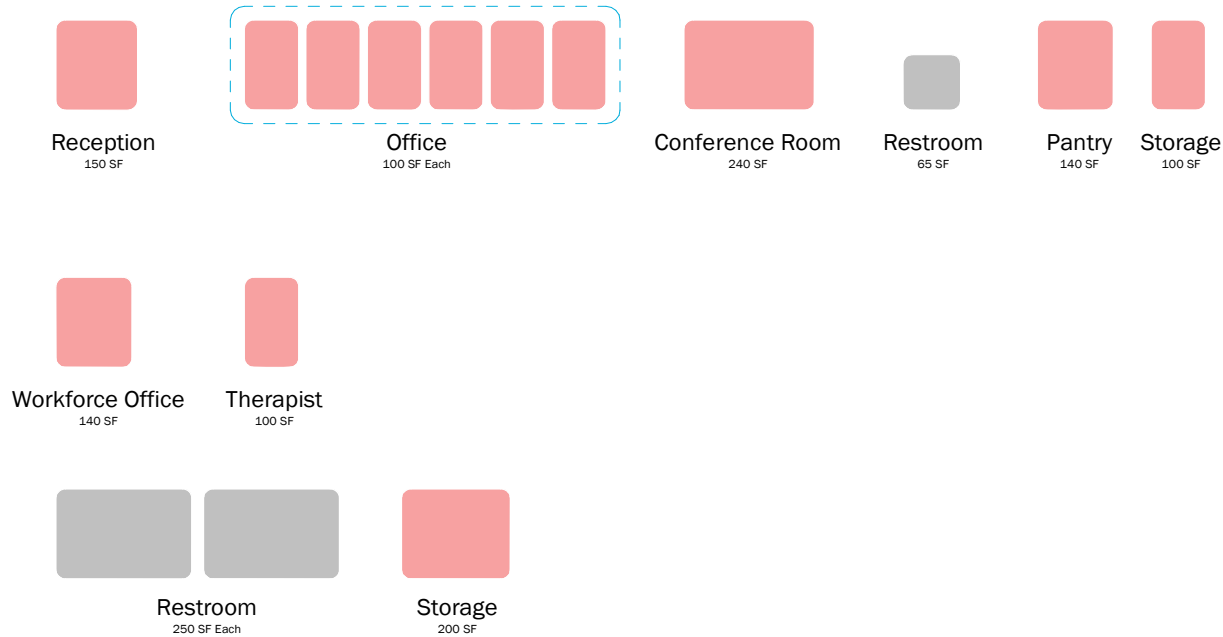 Reception
150 SF
Office
100 SF Each
Conference Room
240 SF
Restroom
65 SF
Pantry
140 SF
Storage
100 SF
Workforce Office
140 SF
Therapist
100 SF
Restroom
250 SF Each
Storage
200 SF